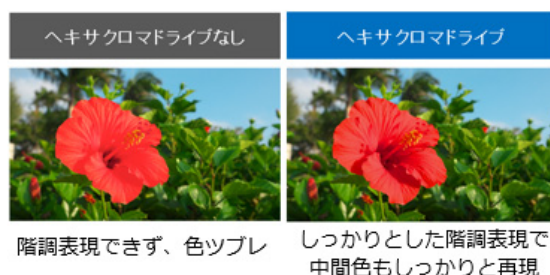 ヘキサクロマドライブなし
ヘキサクロマドライブ
階調表現できず、色ツブレ
しっかりとした階調表現で
中間色もしっかりと再現